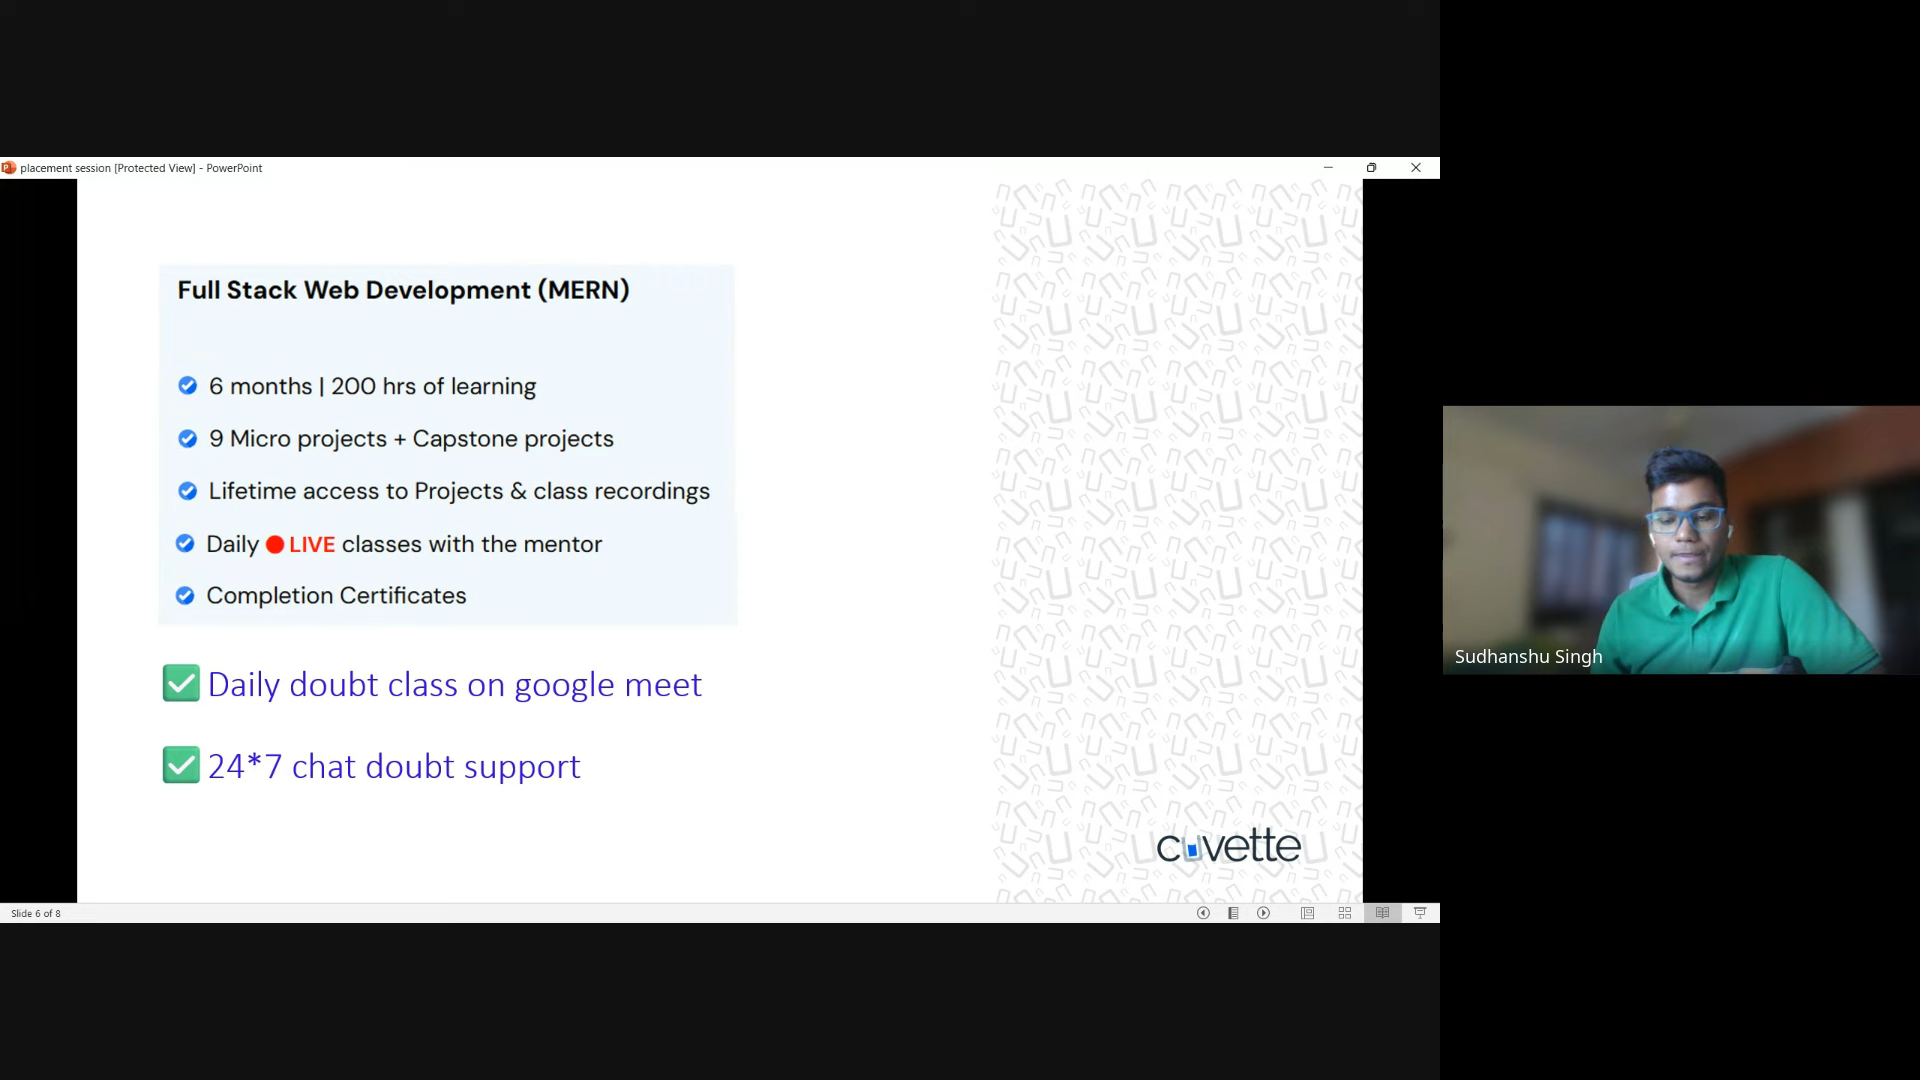 placement session [Protected View] - PowerPoint
Full Stack Web Development (MERN)
6 months | 200 hrs of learning
9 Micro projects + Capstone projects
Lifetime access to Projects & class recordings
Daily LIVE classes with the mentor
Completion Certificates
Daily doubt class on google meet
24*7 chat doubt support
cuvette
Slide 6 of 8
Sudhanshu Singh